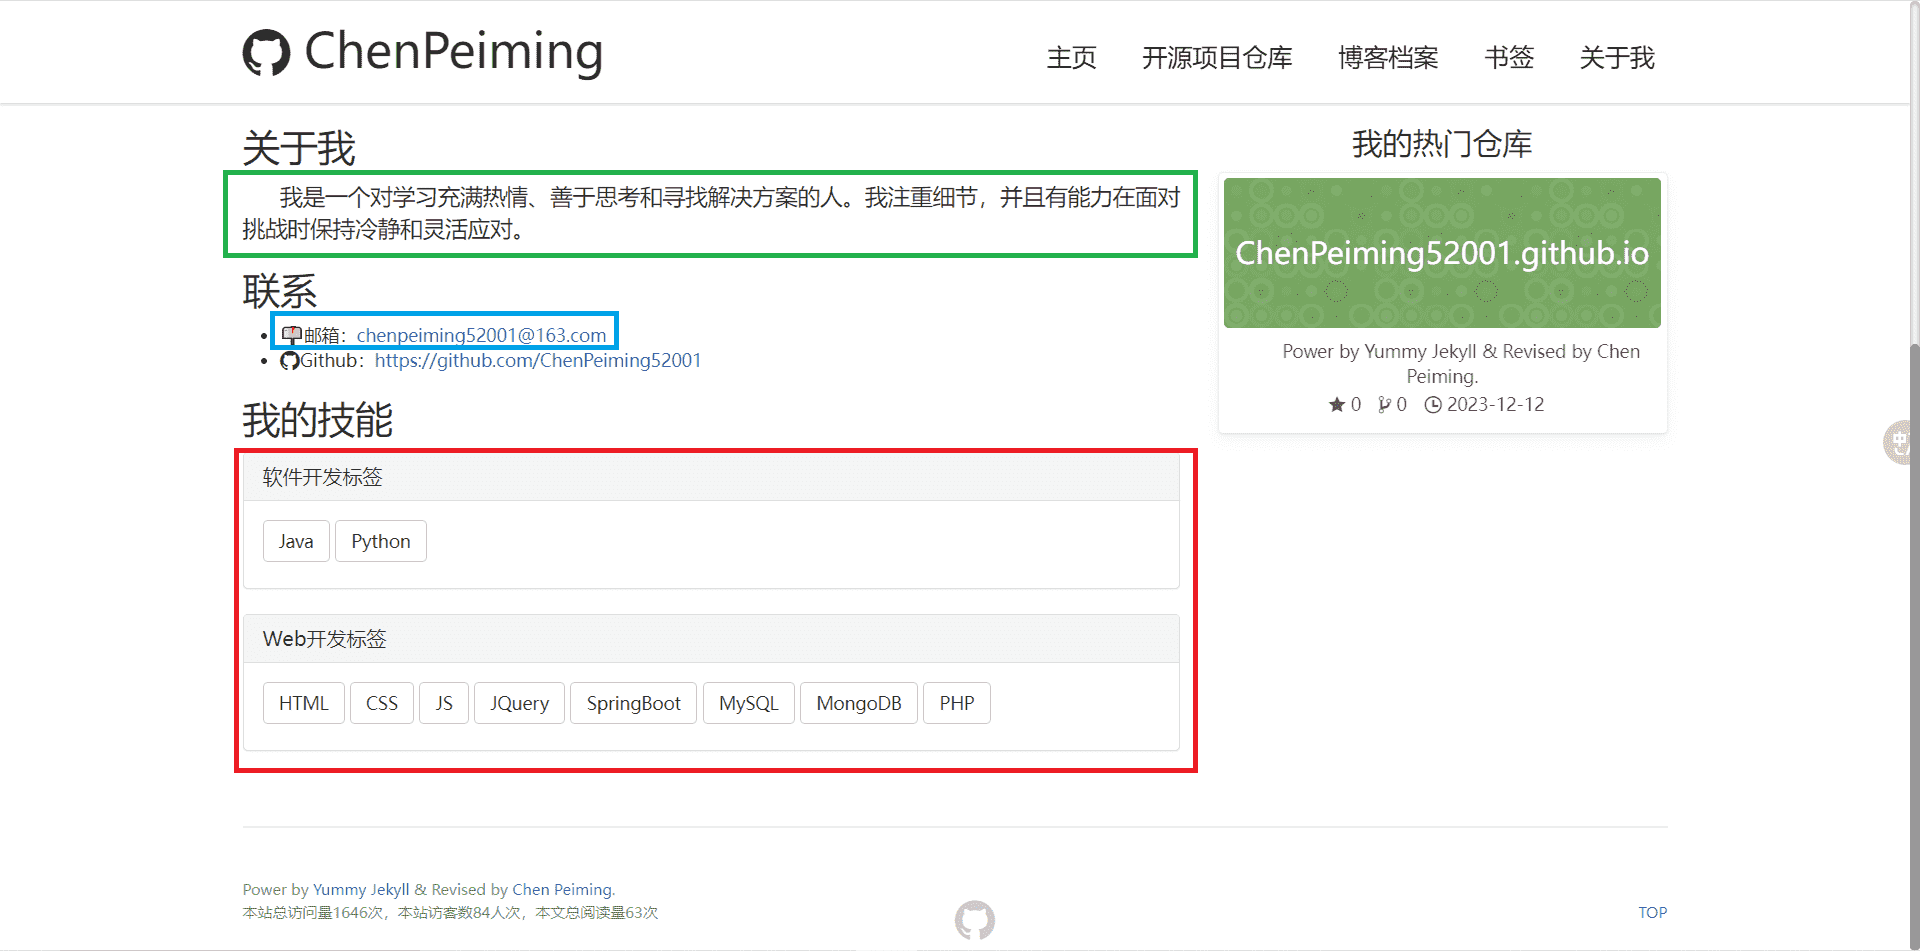 ChenPeiming
主页 开源项目仓库 博客档案 书签 关于我
关于我
我是一个对学习充满热情、善于思考和寻找解决方案的人。我注重细节，并且有能力在面对
挑战时保持冷静和灵活应对。
联系
邮箱：chenpeiming52001@163.com
Github：https://github.com/ChenPeiming52001
我的技能
软件开发标签
Java Python
Web开发标签
HTML CSS JS JQuery SpringBoot MySQL MongoDB PHP
我的热门仓库
ChenPeiming52001.github.io
Power by Yummy Jekyll & Revised by Chen
Peiming.
0 0 2023-12-12
Power by Yummy Jekyll & Revised by Chen Peiming.
本站总访问量1646次，本站访客数84人次，本文总阅读量63次
TOP